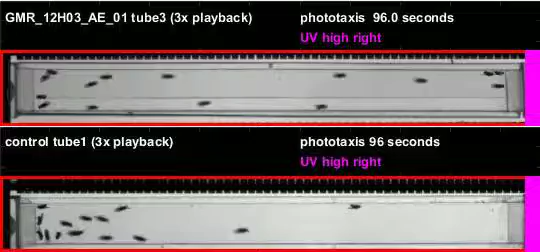 GMR_12H03_AE_01 tube3 (3x playback) phototaxis 96.0 seconds
UV high right
control tube1 (3x playback) phototaxis 96 seconds
UV high right